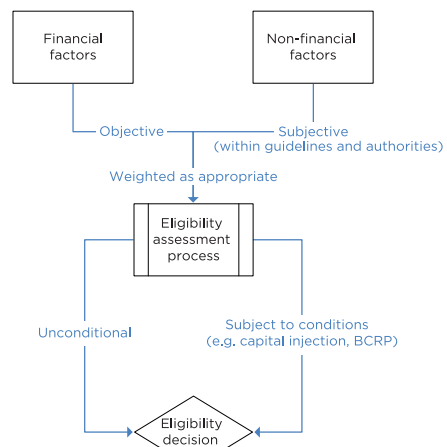 Financial
factors
Non-financial
factors
Objective
Subjective
(within guidelines and authorities)
Weighted as appropriate
Eligibility
assessment
process
Unconditional
Subject to conditions
(e.g. capital injection, BCRP)
Eligibility
decision